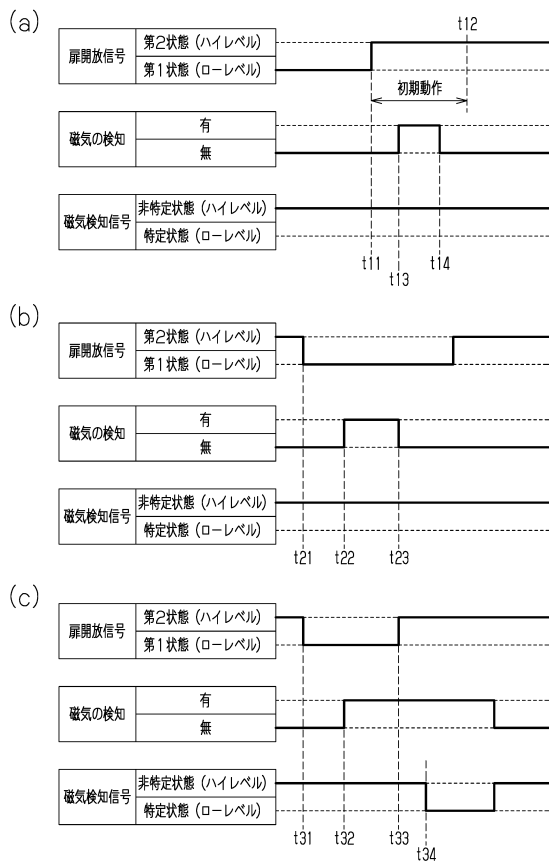 (a)
t12
扉開放信号
第2状態 (ハイレベル)
第1状態 (ローレベル)
初期動作
磁気の検知
有
無
磁気検知信号
非特定状態 (ハイレベル)
特定状態 (ローレベル)
t11
t13
t14
(b)
扉開放信号
第2状態 (ハイレベル)
第1状態 (ローレベル)
磁気の検知
有
無
磁気検知信号
非特定状態 (ハイレベル)
特定状態 (ローレベル)
t21
t22
t23
(c)
扉開放信号
第2状態 (ハイレベル)
第1状態 (ローレベル)
磁気の検知
有
無
磁気検知信号
非特定状態 (ハイレベル)
特定状態 (ローレベル)
t31
t32
t33
t34